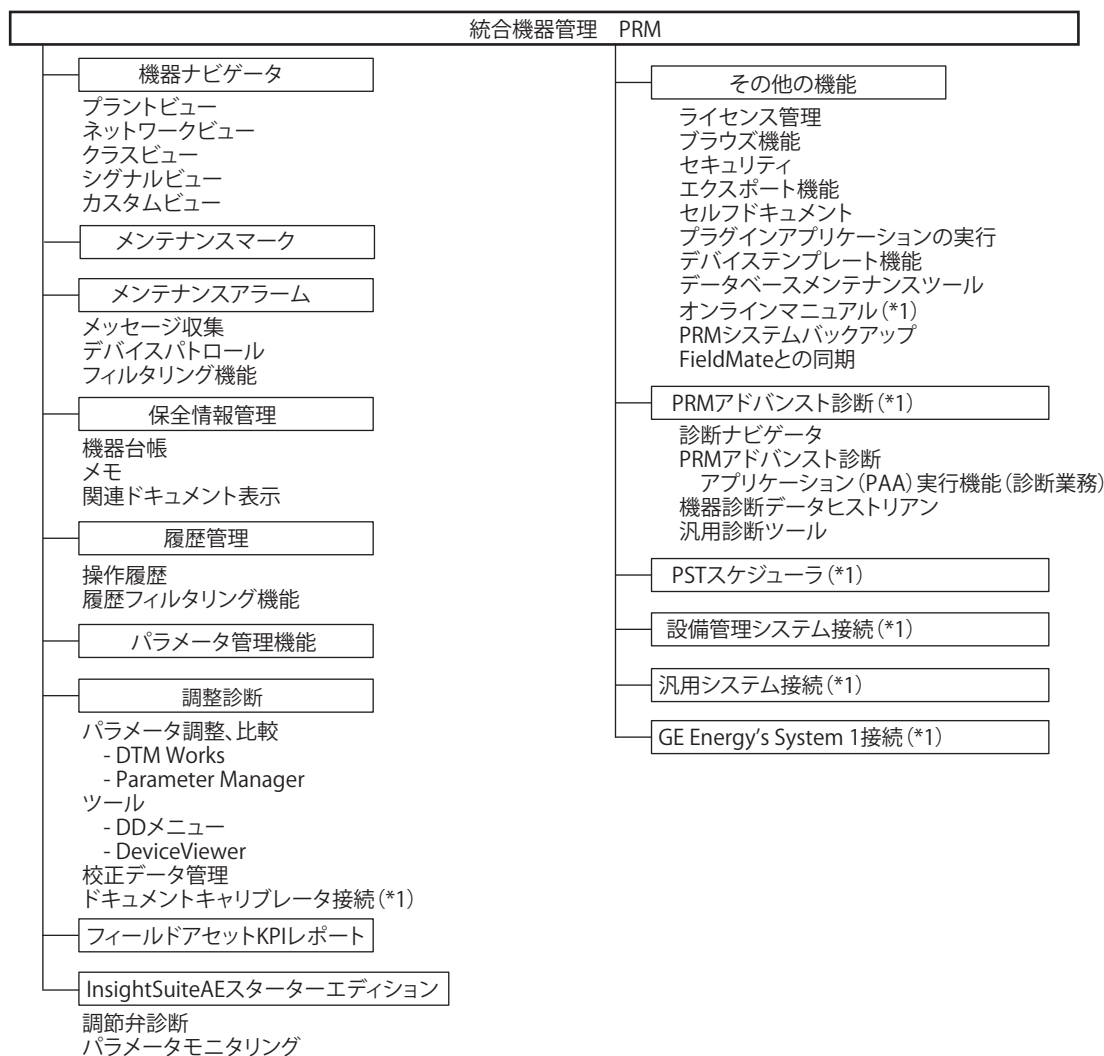 統合機器管理　PRM
機器ナビゲータ
プラントビュー
ネットワークビュー
クラスビュー
シグナルビュー
カスタムビュー
メンテナンスマーク
メンテナンスアラーム
メッセージ収集
デバイスパトロール
フィルタリング機能
保全情報管理
機器台帳
メモ
関連ドキュメント表示
履歴管理
操作履歴
履歴フィルタリング機能
パラメータ管理機能
調整診断
パラメータ調整、比較
- DTM Works
- Parameter Manager
ツール
- DDメニュー
- DeviceViewer
校正データ管理
ドキュメントキャリブレータ接続（*1）
フィールドアセットKPIレポート
InsightSuiteAEスターターエディション
調節弁診断
パラメータモニタリング
その他の機能
ライセンス管理
ブラウズ機能
セキュリティ
エクスポート機能
セルフドキュメント
プラグインアプリケーションの実行
デバイステンプレート機能
データベースメンテナンスツール
オンラインマニュアル（*1）
PRMシステムバックアップ
FieldMateとの同期
PRMアドバンスト診断（*1）
診断ナビゲータ
PRMアドバンスト診断
アプリケーション（PAA）実行機能（診断業務）
機器診断データヒストリアン
汎用診断ツール
PSTスケジューラ（*1）
設備管理システム接続（*1）
汎用システム接続（*1）
GE Energy's System 1接続（*1）